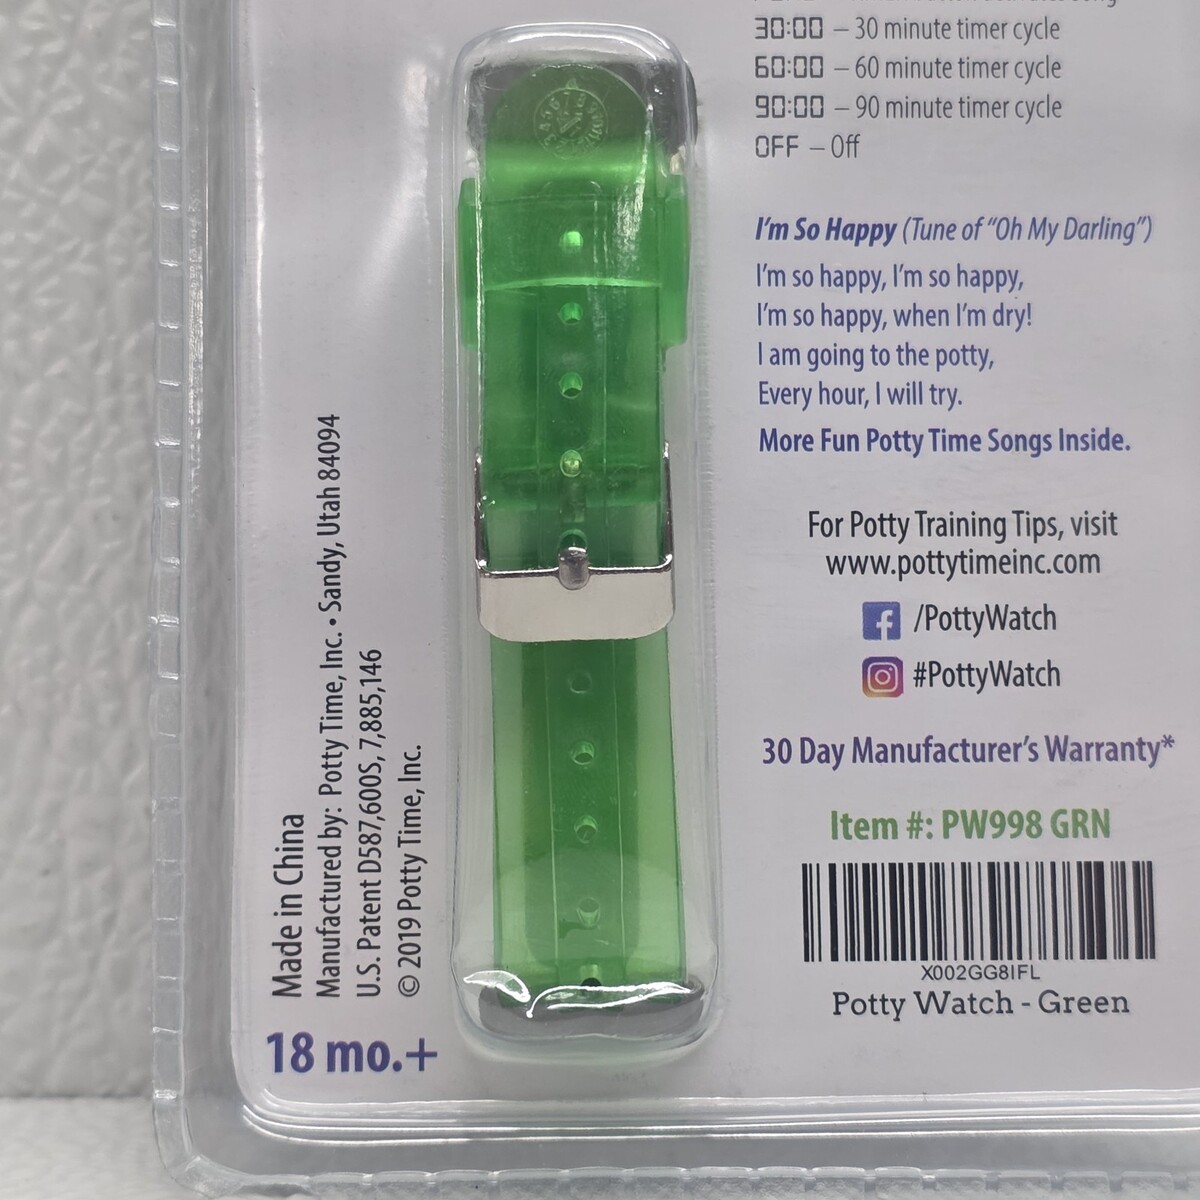 30:00 – 30 minute timer cycle
60:00 – 60 minute timer cycle
90:00 – 90 minute timer cycle
OFF – Off
I'm So Happy (Tune of "Oh My Darling")
I'm so happy, I'm so happy,
I'm so happy, when I'm dry!
I am going to the potty,
Every hour, I will try.
More Fun Potty Time Songs Inside.
For Potty Training Tips, visit
www.pottytimeinc.com
/PottyWatch
#PottyWatch
30 Day Manufacturer's Warranty*
Item #: PW998 GRN
X002GG8IFL
Potty Watch - Green
Made in China
Manufactured by: Potty Time, Inc. • Sandy, Utah 84094
U.S. Patent D587,600S, 7,885,146
© 2019 Potty Time, Inc.
18 mo.+